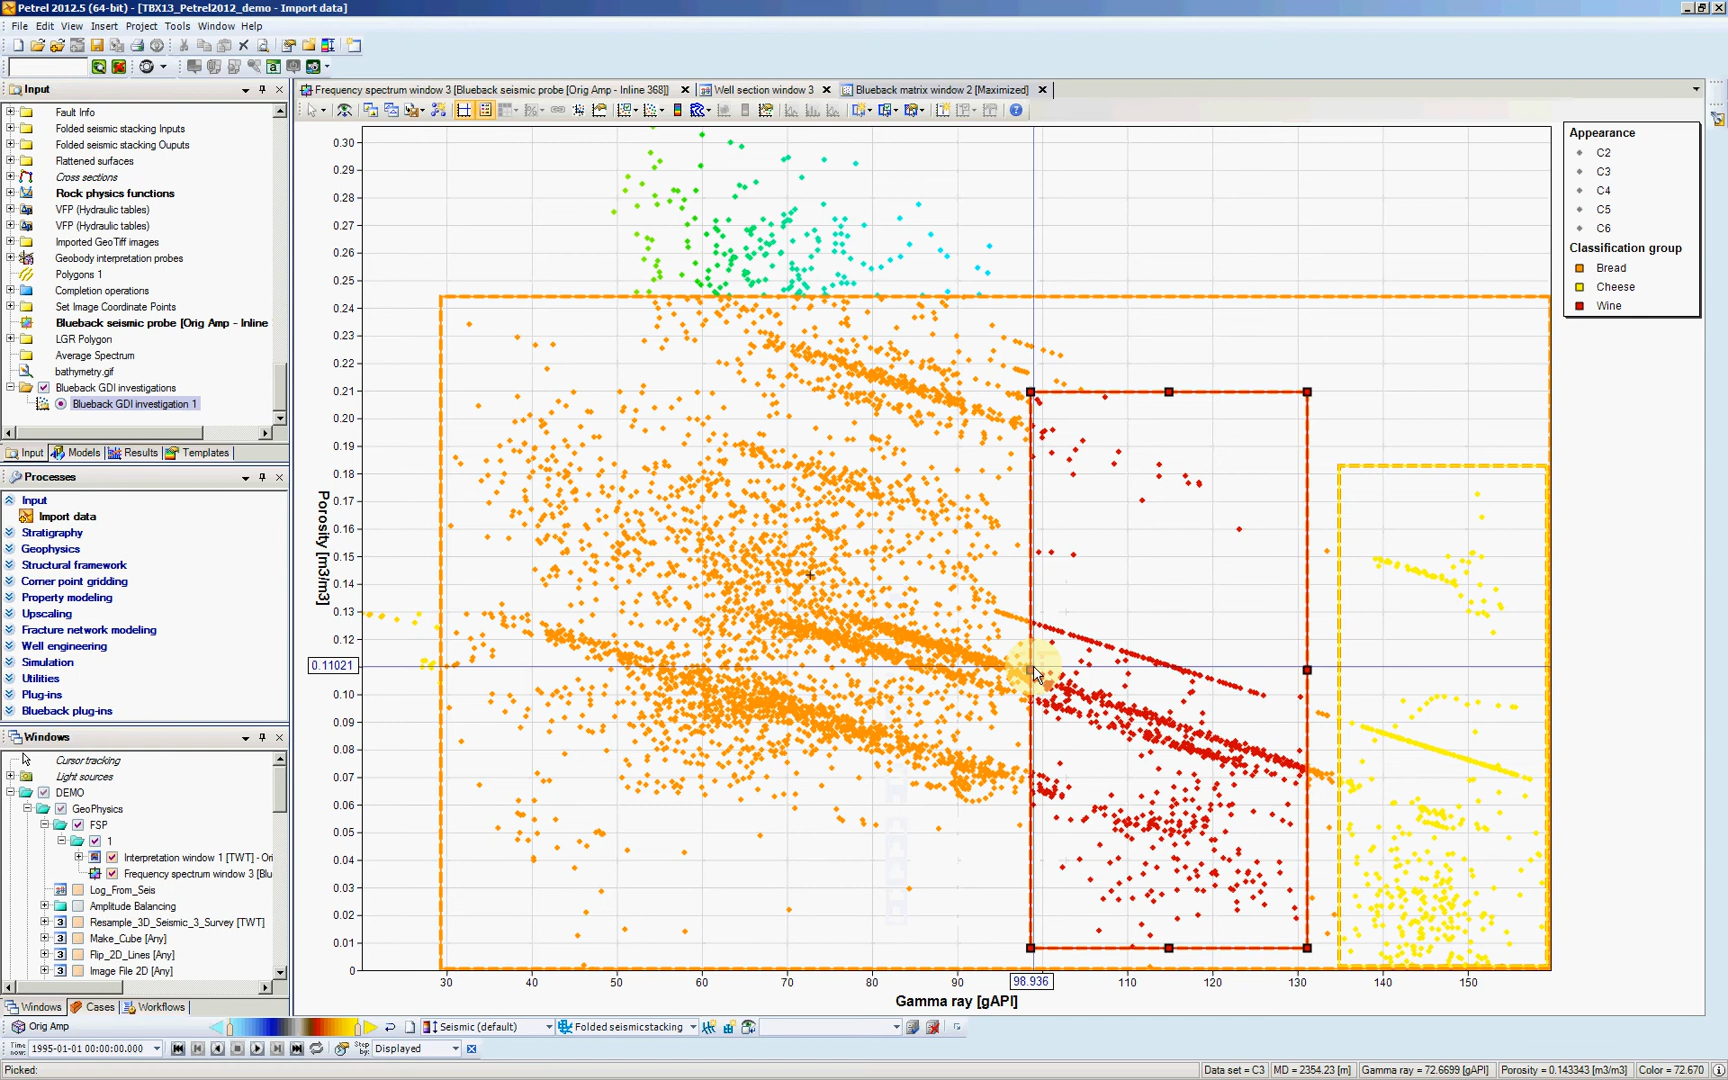 Petrel 2012.5 (64-bit) - [TBX13_Petrel2012_demo - Import data]
File Edit View Insert Project Tools Window Help
Input
Fault Info
Folded seismic stacking Inputs
Folded seismic stacking Ouputs
Flattened surfaces
Cross sections
Rock physics functions
VFP (Hydraulic tables)
VFP (Hydraulic tables)
Imported GeoTiff images
Geobody interpretation probes
Polygons 1
Completion operations
Set Image Coordinate Points
Blueback seismic probe [Orig Amp - Inline
LGR Polygon
Average Spectrum
bathymetry.gif
Blueback GDI investigations
Blueback GDI investigation 1
Input Models Results Templates
Processes
Input
Import data
Stratigraphy
Geophysics
Structural framework
Corner point gridding
Property modeling
Upscaling
Fracture network modeling
Well engineering
Simulation
Utilities
Plug-ins
Blueback plug-ins
Windows
Cursor tracking
Light sources
DEMO
GeoPhysics
FSP
1
Interpretation window 1 [TWT] - Ori
Frequency spectrum window 3 [Blu
Log_From_Seis
Amplitude Balancing
Resample_3D_Seismic_3_Survey [TWT]
Make_Cube [Any]
Flip_2D_Lines [Any]
Image File 2D [Any]
Windows Cases Workflows
Frequency spectrum window 3 [Blueback seismic probe [Orig Amp - Inline 368]] Well section window 3 Blueback matrix window 2 [Maximized]
0.30
0.29
0.28
0.27
0.26
0.25
0.24
0.23
0.22
0.21
0.20
0.19
0.18
0.17
0.16
0.15
0.14
0.13
0.12
0.11021
0.10
0.09
0.08
0.07
0.06
0.05
0.04
0.03
0.02
0.01
0
Porosity [m3/m3]
30 40 50 60 70 80 90 98.936 110 120 130 140 150
Gamma ray [gAPI]
Appearance
C2
C3
C4
C5
C6
Classification group
Bread
Cheese
Wine
Orig Amp Seismic (default) Folded seismicstacking
Time now: 1995-01-01 00:00:00.000 Step by: Displayed
Picked: Data set = C3 MD = 2354.23 [m] Gamma ray = 72.6699 [gAPI] Porosity = 0.143343 [m3/m3] Color = 72.670